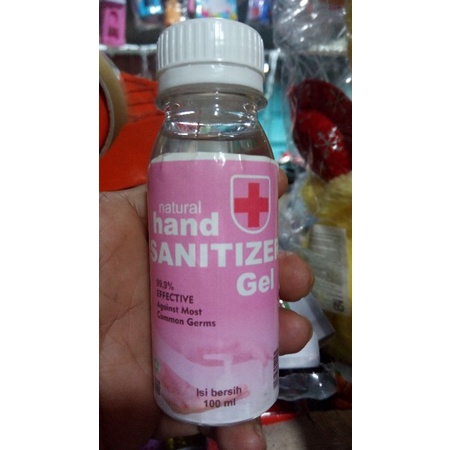 natural
hand
SANITIZER
Gel
99,9%
EFFECTIVE
Against Most
Common Germs
Isi bersih
100 ml